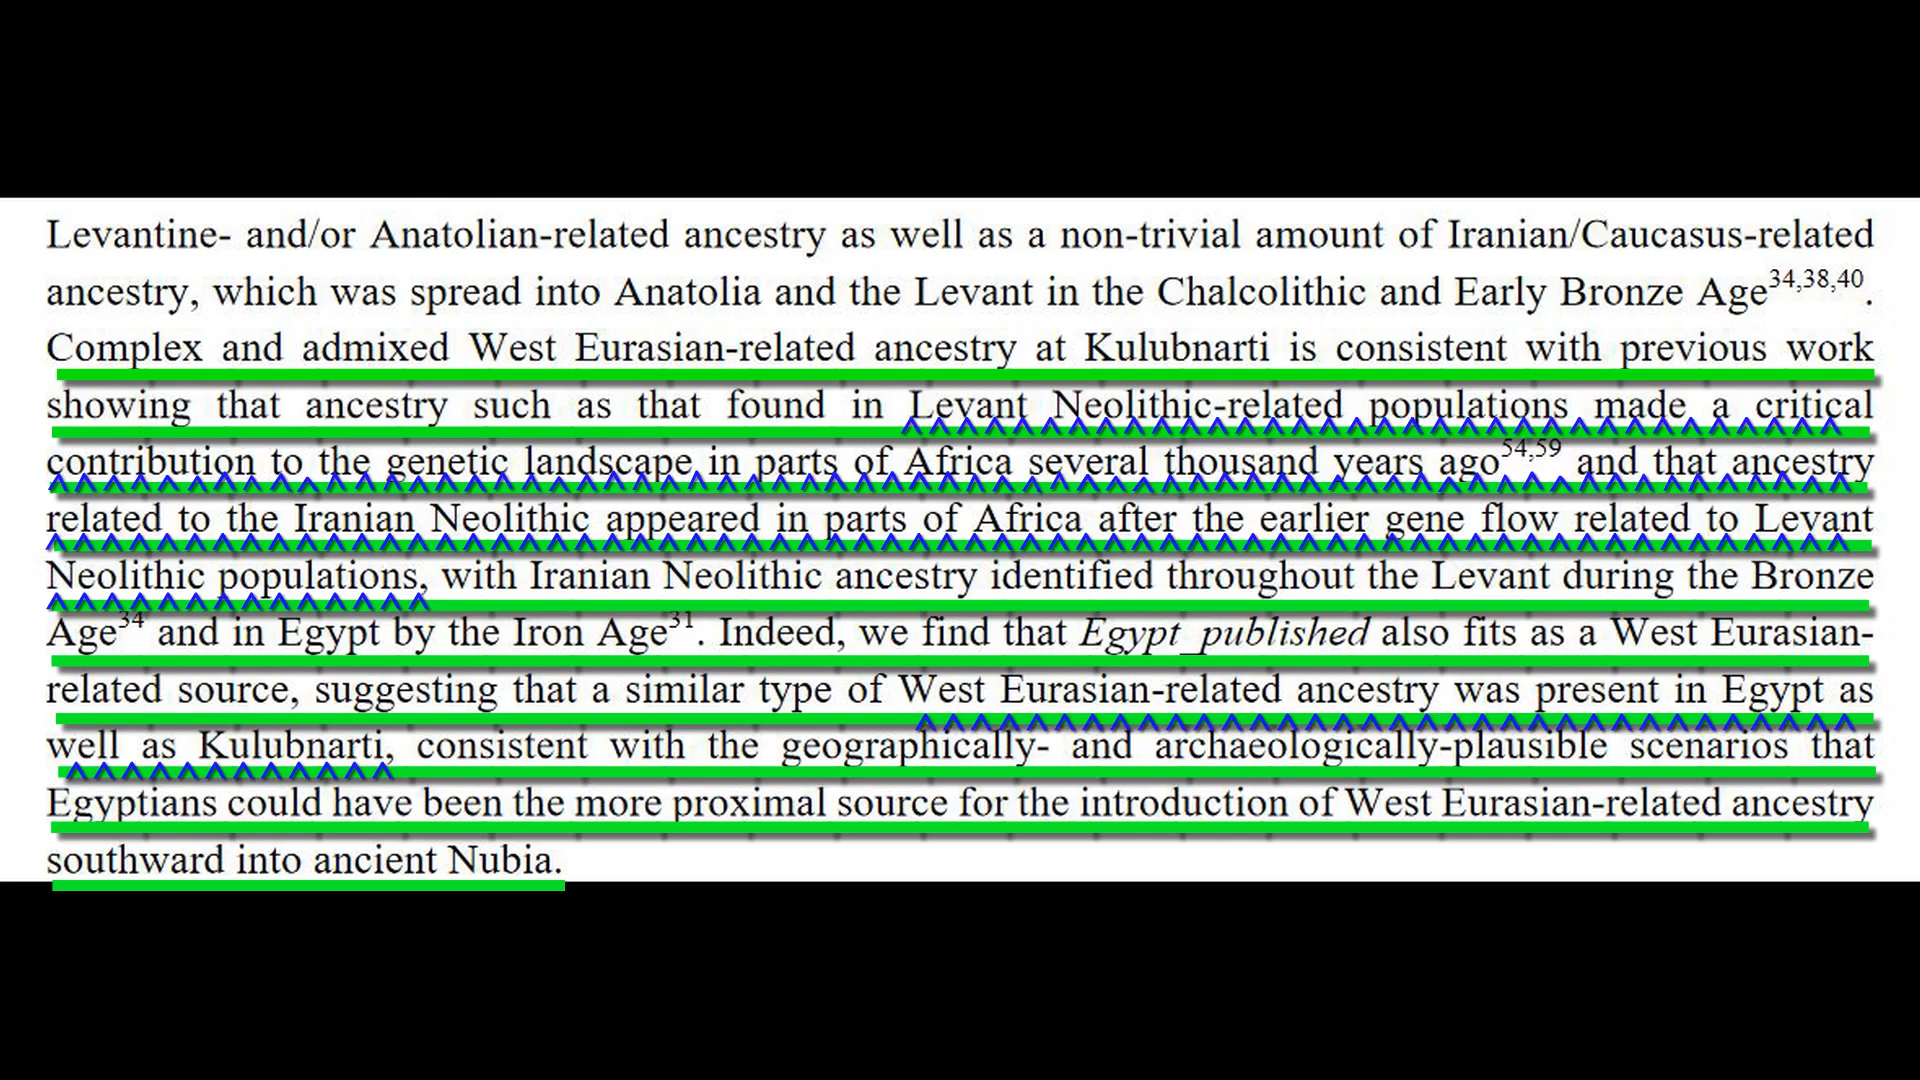 Levantine- and/or Anatolian-related ancestry as well as a non-trivial amount of Iranian/Caucasus-related
ancestry, which was spread into Anatolia and the Levant in the Chalcolithic and Early Bronze Age34,38,40.
Complex and admixed West Eurasian-related ancestry at Kulubnarti is consistent with previous work
showing that ancestry such as that found in Levant Neolithic-related populations made a critical
contribution to the genetic landscape in parts of Africa several thousand years ago54,59 and that ancestry
related to the Iranian Neolithic appeared in parts of Africa after the earlier gene flow related to Levant
Neolithic populations, with Iranian Neolithic ancestry identified throughout the Levant during the Bronze
Age34 and in Egypt by the Iron Age31. Indeed, we find that Egypt_published also fits as a West Eurasian-
related source, suggesting that a similar type of West Eurasian-related ancestry was present in Egypt as
well as Kulubnarti, consistent with the geographically- and archaeologically-plausible scenarios that
Egyptians could have been the more proximal source for the introduction of West Eurasian-related ancestry
southward into ancient Nubia.